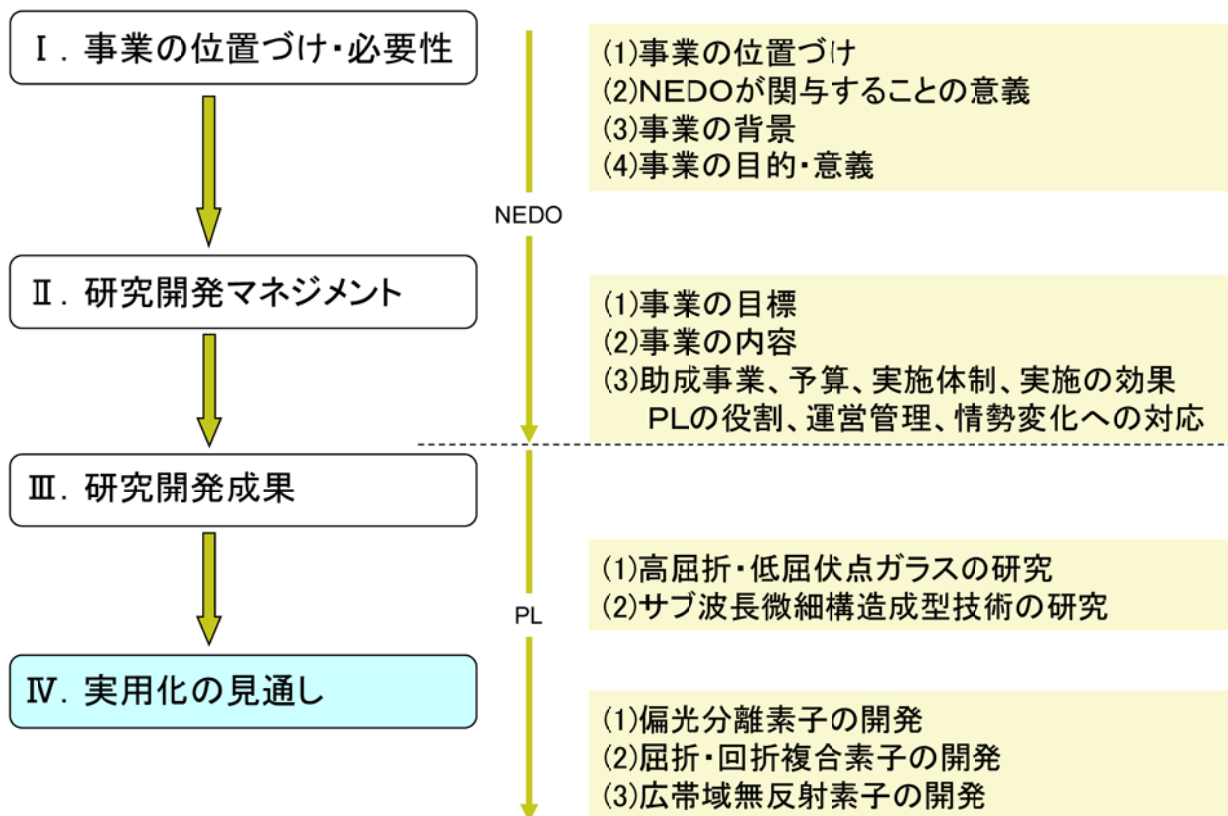 Ⅰ. 事業の位置づけ・必要性
(1)事業の位置づけ
(2)NEDOが関与することの意義
(3)事業の背景
(4)事業の目的・意義
NEDO
Ⅱ. 研究開発マネジメント
(1)事業の目標
(2)事業の内容
(3)助成事業、予算、実施体制、実施の効果
PLの役割、運営管理、情勢変化への対応
Ⅲ. 研究開発成果
(1)高屈折・低屈伏点ガラスの研究
(2)サブ波長微細構造成型技術の研究
PL
Ⅳ. 実用化の見通し
(1)偏光分離素子の開発
(2)屈折・回折複合素子の開発
(3)広帯域無反射素子の開発